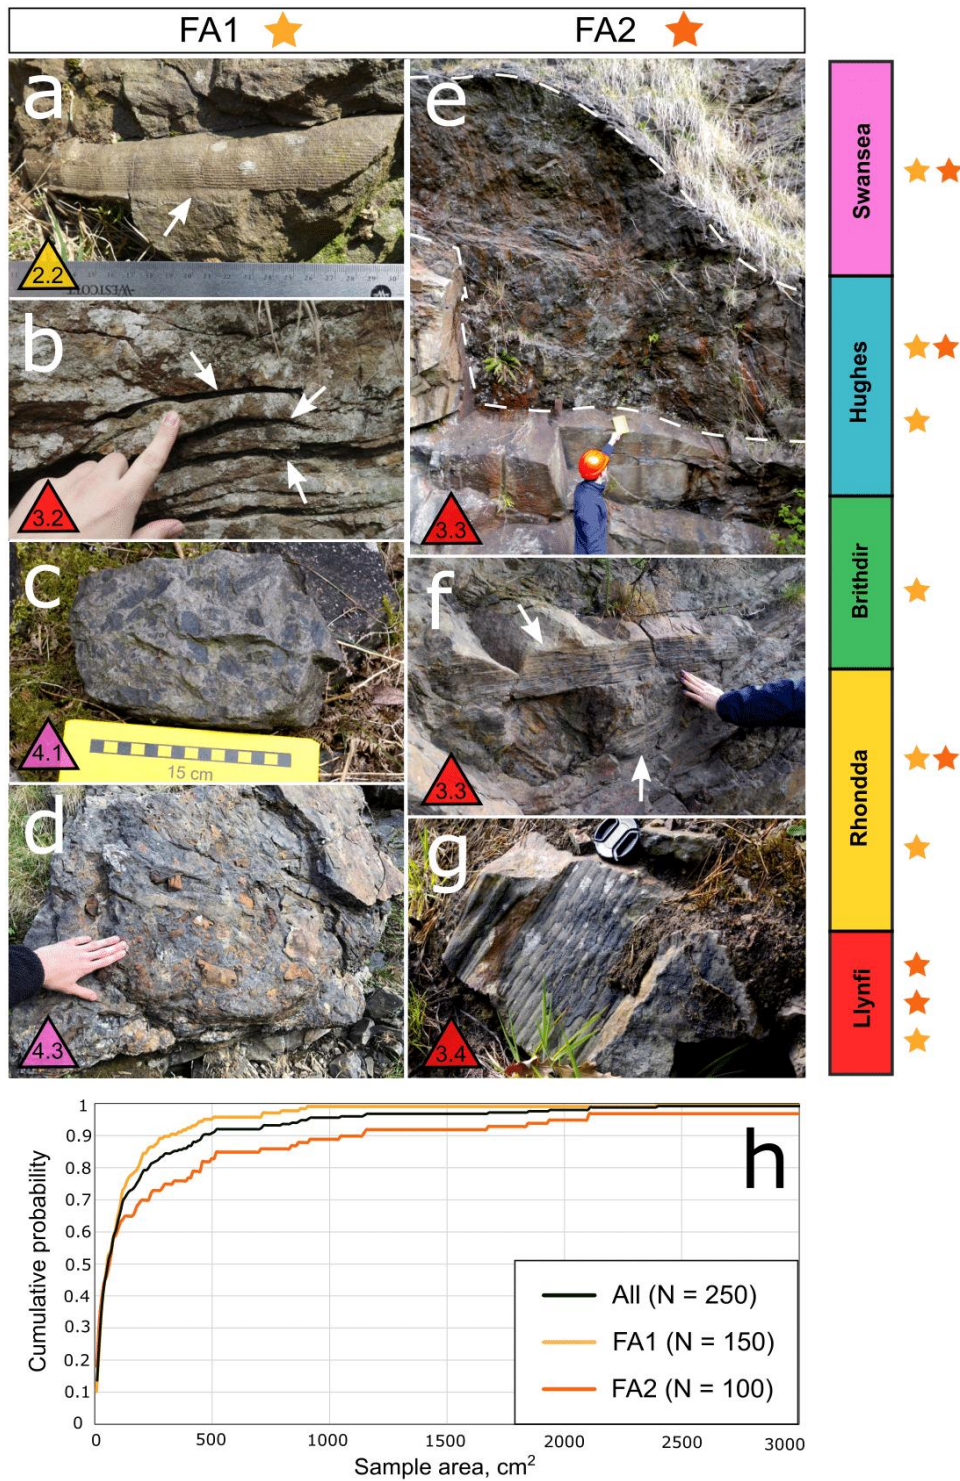 FA1
FA2
a
2.2
WESTCOTT
b
3.2
c
4.1
15 cm
d
4.3
e
3.3
f
3.3
g
3.4
Swansea
Hughes
Brithdir
Rhondda
Llynfi
h
Cumulative probability
1
0.9
0.8
0.7
0.6
0.5
0.4
0.3
0.2
0.1
0
0 500 1000 1500 2000 2500 3000
Sample area, cm²
All (N = 250)
FA1 (N = 150)
FA2 (N = 100)